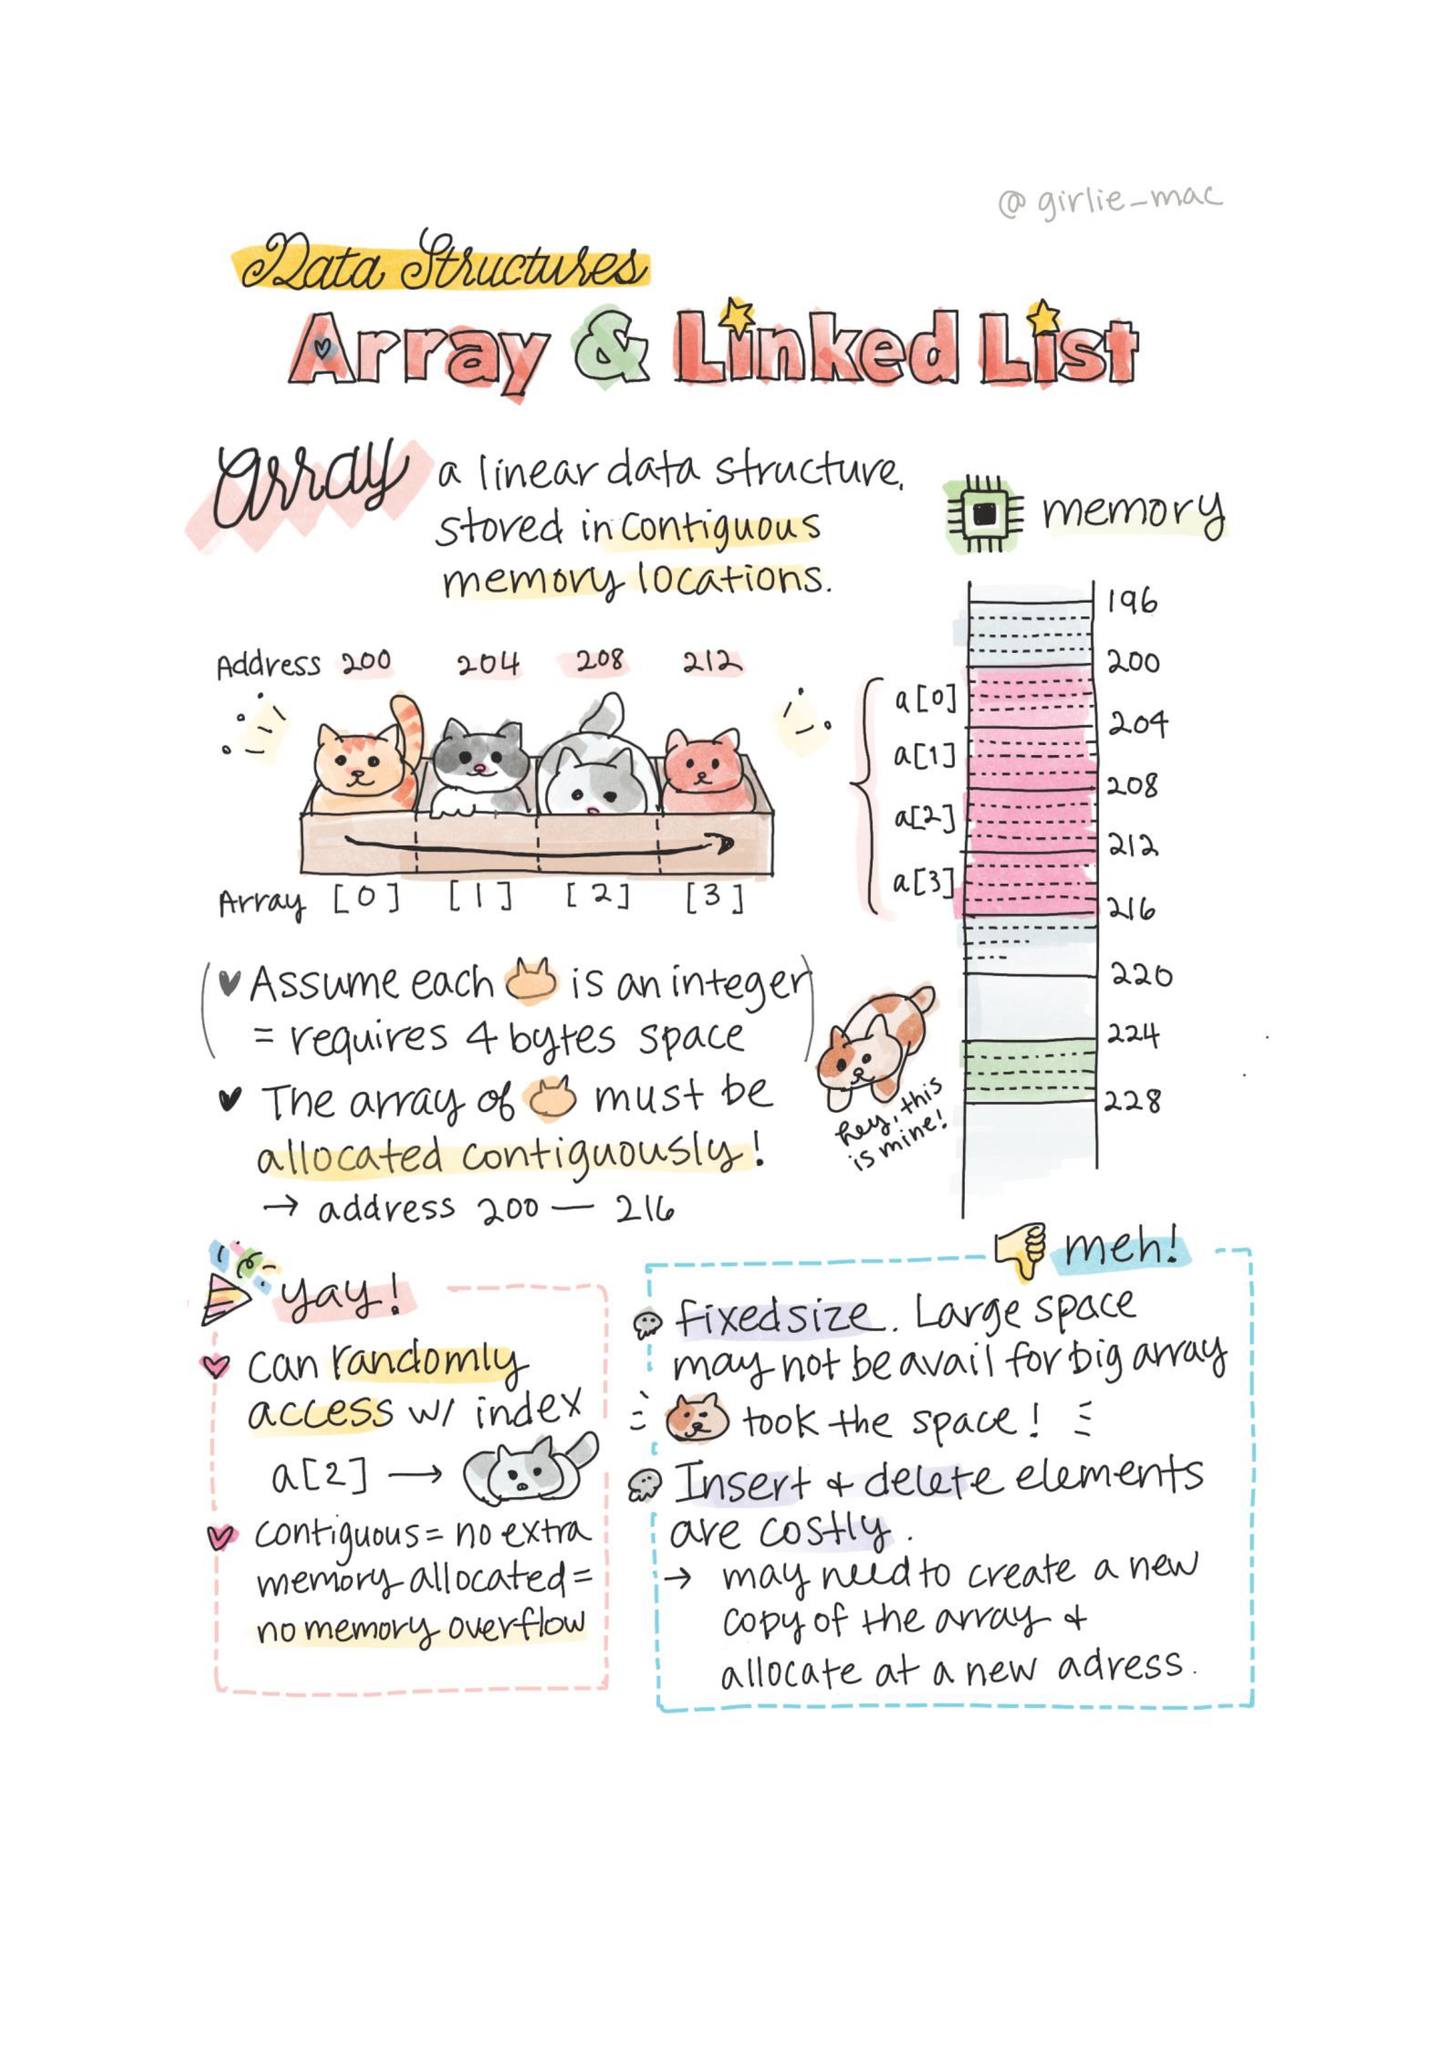 @girlie_mac
Data Structures
Array & Linked List
array
a linear data structure,
stored in contiguous
memory locations.
memory
Address 200 204 208 212
Array [0] [1] [2] [3]
196
200
a[0]
204
a[1]
208
a[2]
212
a[3]
216
220
224
228
Assume each is an integer
= requires 4 bytes space
The array of must be
allocated contiguously!
→ address 200 — 216
hey, this
is mine!
yay!
can randomly
access w/ index
a[2] →
contiguous = no extra
memory allocated =
no memory overflow
meh!
fixed size. Large space
may not be avail for big array
took the space!
Insert & delete elements
are costly.
→ may need to create a new
copy of the array &
allocate at a new adress.